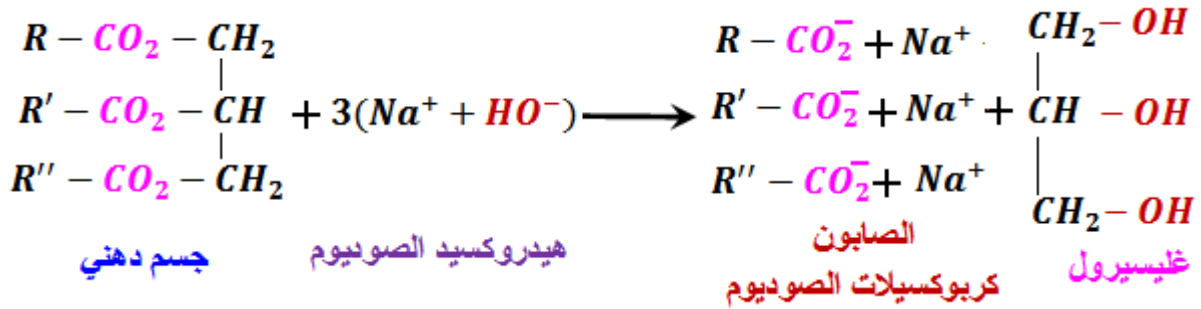 R − CO₂ − CH₂
R′ − CO₂ − CH + 3(Na⁺ + HO⁻) ⟶
R′′ − CO₂ − CH₂
R − CO₂⁻ + Na⁺
R′ − CO₂⁻ + Na⁺ +
R′′ − CO₂⁻ + Na⁺
CH₂ − OH
CH − OH
CH₂ − OH
جسم دهني
هيدروكسيد الصوديوم
الصابون
كربوكسيلات الصوديوم
غليسيرول